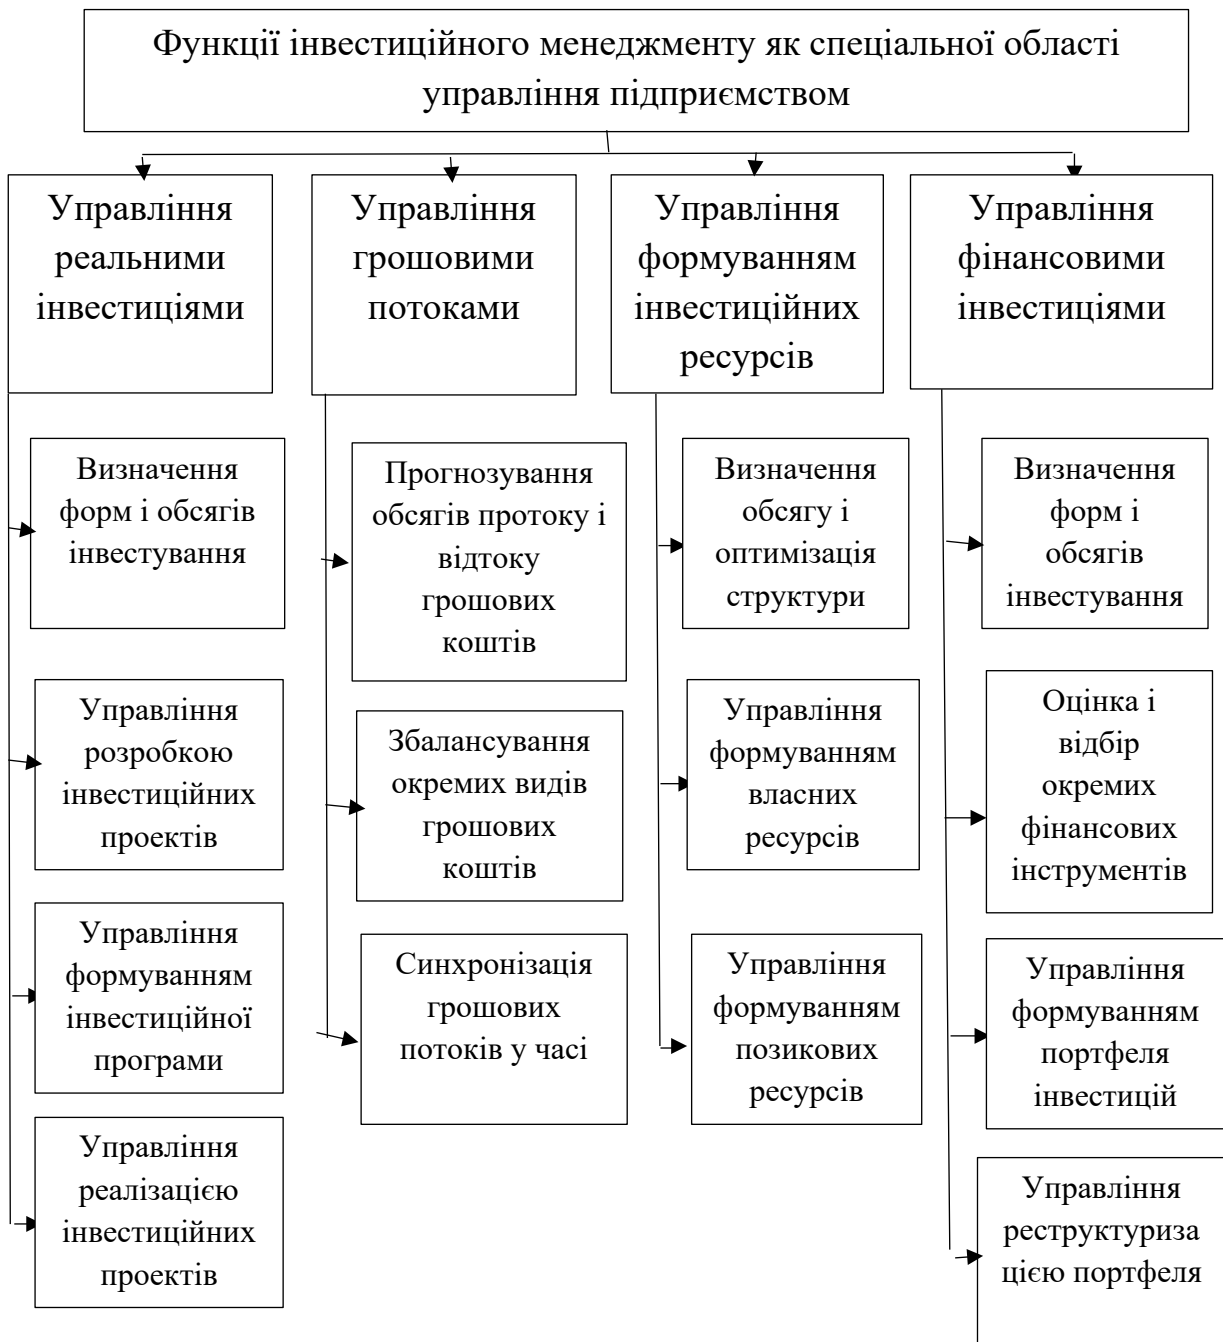 Функції інвестиційного менеджменту як спеціальної області
управління підприємством
Управління
реальними
інвестиціями
Управління
грошовими
потоками
Управління
формуванням
інвестиційних
ресурсів
Управління
фінансовими
інвестиціями
Визначення
форм і обсягів
інвестування
Управління
розробкою
інвестиційних
проектів
Управління
формуванням
інвестиційної
програми
Управління
реалізацією
інвестиційних
проектів
Прогнозування
обсягів протоку і
відтоку
грошових
коштів
Збалансування
окремих видів
грошових
коштів
Синхронізація
грошових
потоків у часі
Визначення
обсягу і
оптимізація
структури
Управління
формуванням
власних
ресурсів
Управління
формуванням
позикових
ресурсів
Визначення
форм і
обсягів
інвестування
Оцінка і
відбір
окремих
фінансових
інструментів
Управління
формуванням
портфеля
інвестицій
Управління
реструктуриза
цією портфеля